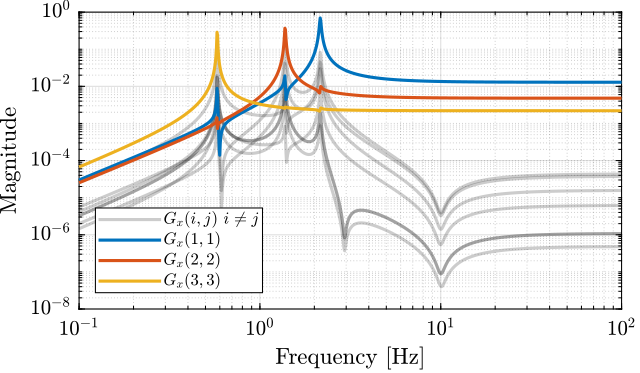 10^0
10^-2
10^-4
10^-6
10^-8
Magnitude
G_x(i, j) i ≠ j
G_x(1, 1)
G_x(2, 2)
G_x(3, 3)
10^-1 10^0 10^1 10^2
Frequency [Hz]